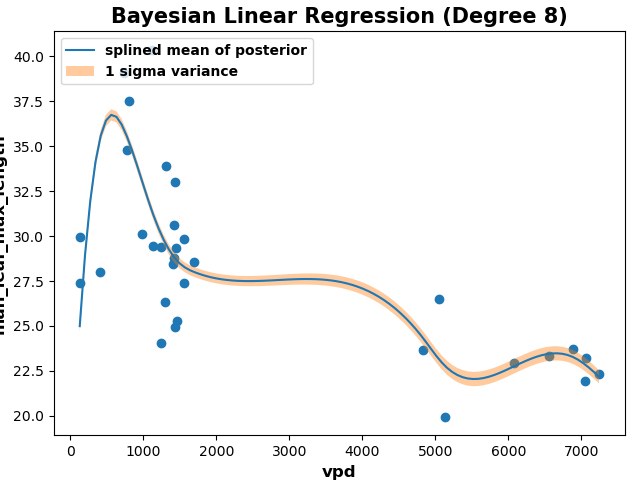 Bayesian Linear Regression (Degree 8)
splined mean of posterior
1 sigma variance
40.0
37.5
35.0
32.5
30.0
27.5
25.0
22.5
20.0
0 1000 2000 3000 4000 5000 6000 7000
vpd